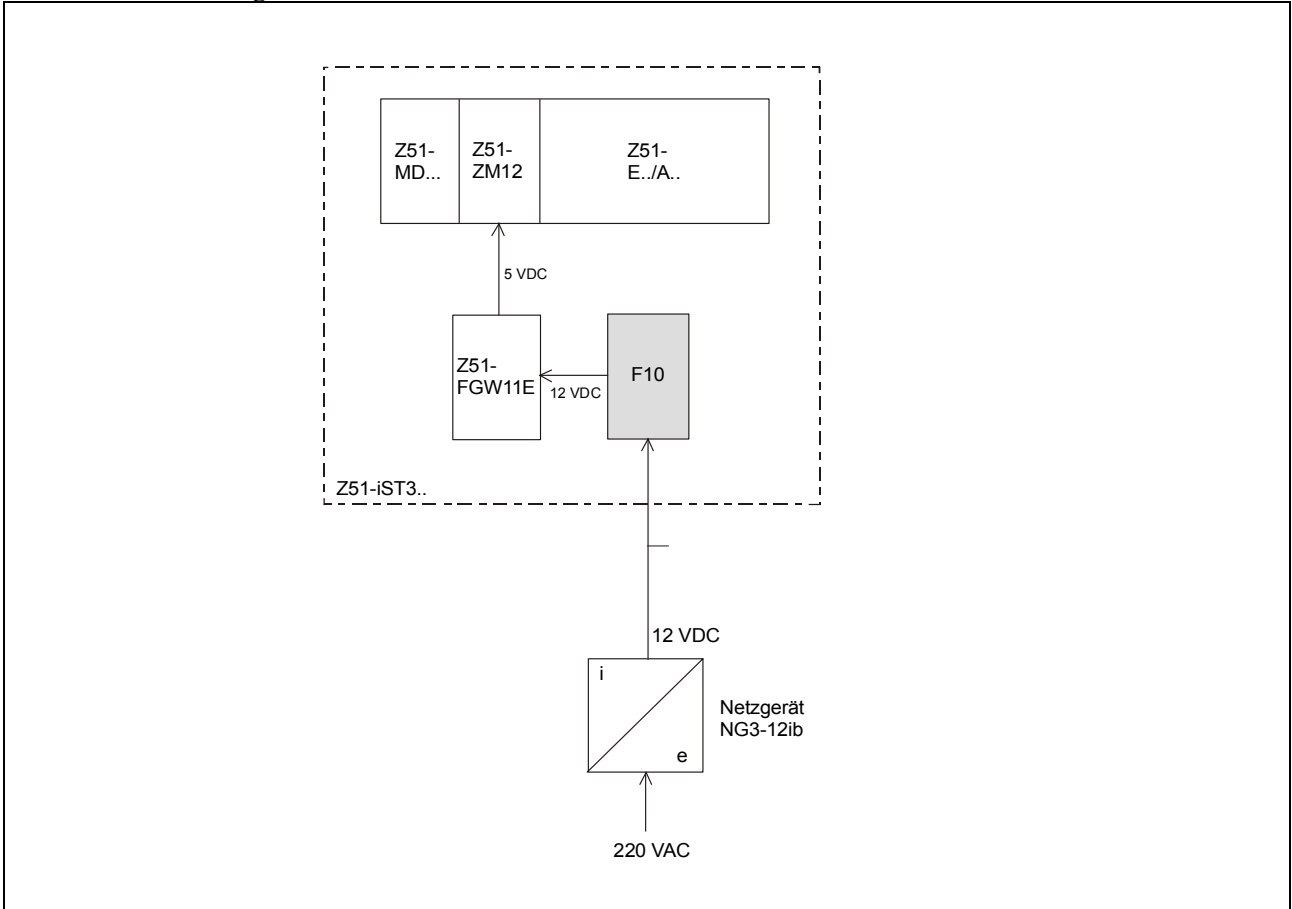 Z51-
MD...
Z51-
ZM12
Z51-
E../A..
5 VDC
Z51-
FGW11E
12 VDC
F10
Z51-iST3..
12 VDC
i
e
Netzgerät
NG3-12ib
220 VAC